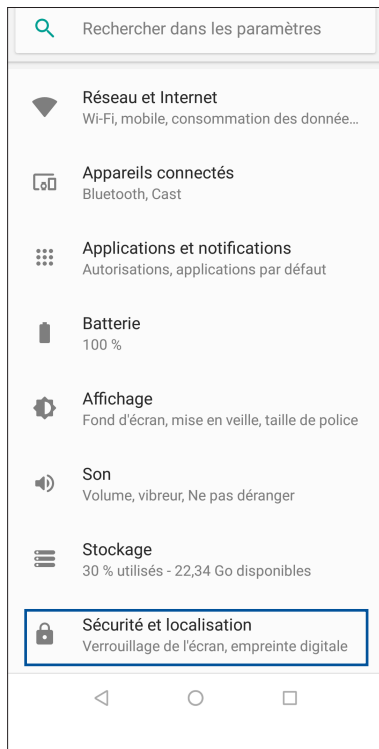 Rechercher dans les paramètres
Réseau et Internet
Wi-Fi, mobile, consommation des donnée...
Appareils connectés
Bluetooth, Cast
Applications et notifications
Autorisations, applications par défaut
Batterie
100 %
Affichage
Fond d'écran, mise en veille, taille de police
Son
Volume, vibreur, Ne pas déranger
Stockage
30 % utilisés - 22,34 Go disponibles
Sécurité et localisation
Verrouillage de l'écran, empreinte digitale